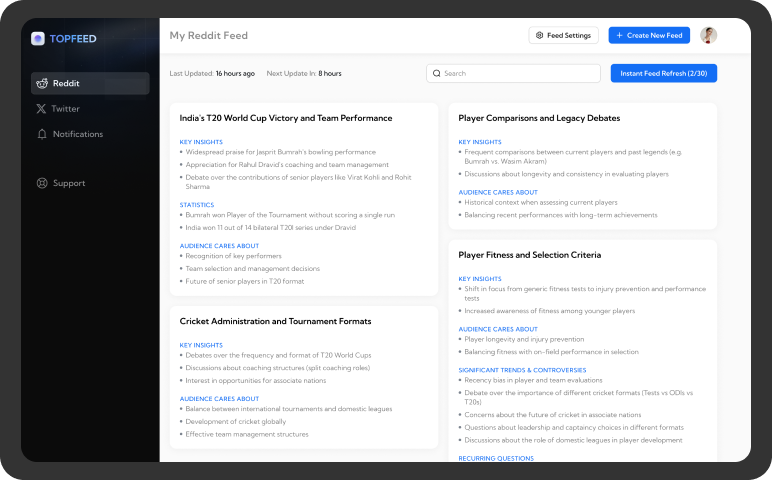 TOPFEED
Reddit
Twitter
Notifications
Support
My Reddit Feed
Feed Settings
+ Create New Feed
Last Updated: 16 hours ago
Next Update In: 8 hours
Search
Instant Feed Refresh (2/30)
India's T20 World Cup Victory and Team Performance
KEY INSIGHTS
• Widespread praise for Jasprit Bumrah's bowling performance
• Appreciation for Rahul Dravid's coaching and team management
• Debate over the contributions of senior players like Virat Kohli and Rohit
Sharma
STATISTICS
• Bumrah won Player of the Tournament without scoring a single run
• India won 11 out of 14 bilateral T20I series under Dravid
AUDIENCE CARES ABOUT
• Recognition of key performers
• Team selection and management decisions
• Future of senior players in T20 format
Cricket Administration and Tournament Formats
KEY INSIGHTS
• Debates over the frequency and format of T20 World Cups
• Discussions about coaching structures (split coaching roles)
• Interest in opportunities for associate nations
AUDIENCE CARES ABOUT
• Balance between international tournaments and domestic leagues
• Development of cricket globally
• Effective team management structures
Player Comparisons and Legacy Debates
KEY INSIGHTS
• Frequent comparisons between current players and past legends (e.g.
Bumrah vs. Wasim Akram)
• Discussions about longevity and consistency in evaluating players
AUDIENCE CARES ABOUT
• Historical context when assessing current players
• Balancing recent performances with long-term achievements
Player Fitness and Selection Criteria
KEY INSIGHTS
• Shift in focus from generic fitness tests to injury prevention and performance
tests
• Increased awareness of fitness among younger players
AUDIENCE CARES ABOUT
• Player longevity and injury prevention
• Balancing fitness with on-field performance in selection
SIGNIFICANT TRENDS & CONTROVERSIES
• Recency bias in player and team evaluations
• Debate over the importance of different cricket formats (Tests vs ODIs vs
T20s)
• Concerns about the future of cricket in associate nations
• Questions about leadership and captaincy choices in different formats
• Discussions about the role of domestic leagues in player development
RECURRING QUESTIONS